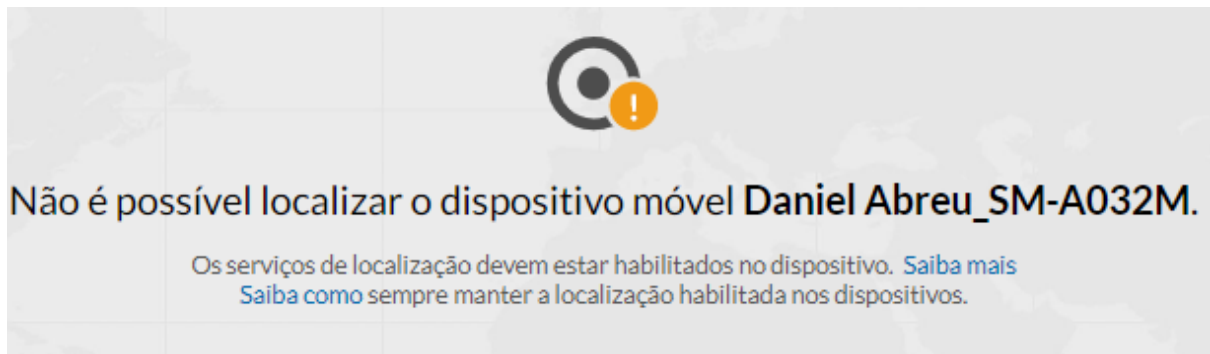 Não é possível localizar o dispositivo móvel Daniel Abreu_SM-A032M.
Os serviços de localização devem estar habilitados no dispositivo. Saiba mais
Saiba como sempre manter a localização habilitada nos dispositivos.